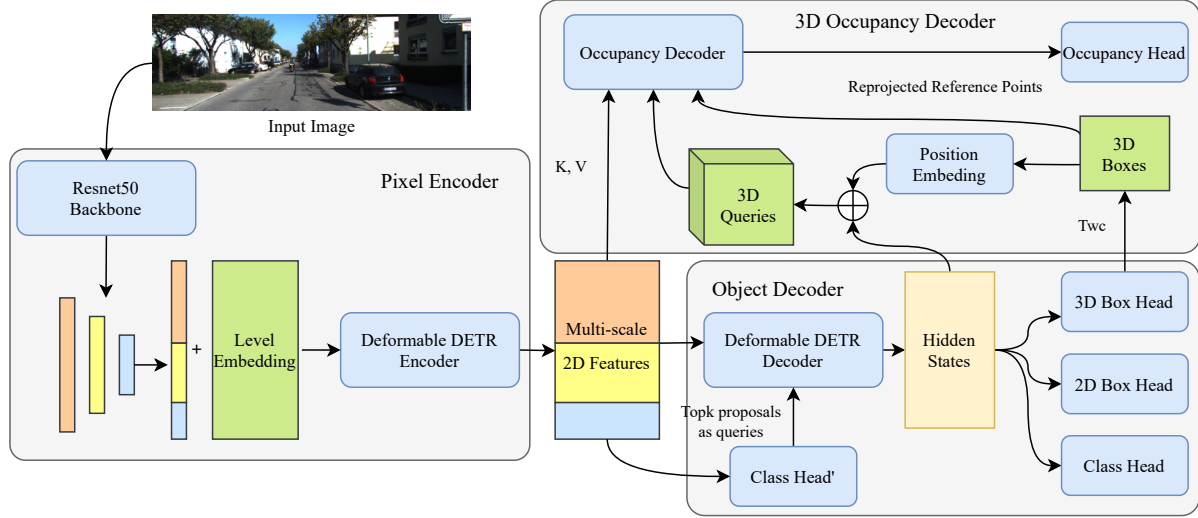 3D Occupancy Decoder
Occupancy Decoder
Occupancy Head
Reprojected Reference Points
Input Image
K, V
Position
Embeding
3D
Boxes
3D
Queries
Twc
Pixel Encoder
Resnet50
Backbone
+
Level
Embedding
Deformable DETR
Encoder
Multi-scale
2D Features
Object Decoder
Deformable DETR
Decoder
Topk proposals
as queries
Class Head'
Hidden
States
3D Box Head
2D Box Head
Class Head